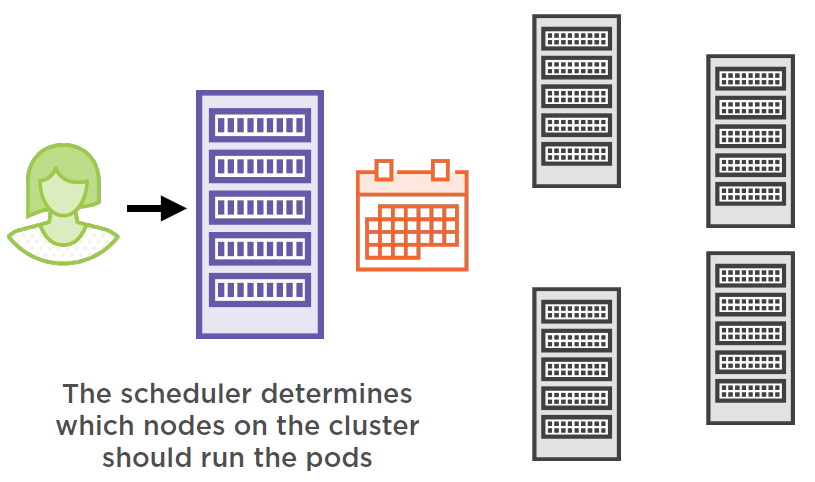 The scheduler determines
which nodes on the cluster
should run the pods